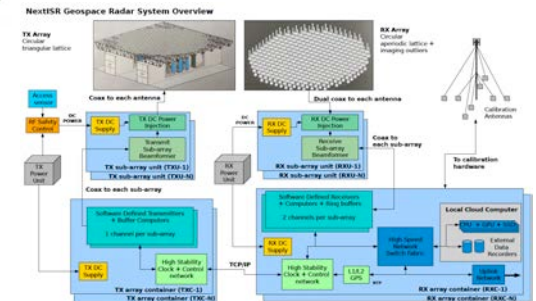 NextISR Geospace Radar System Overview
TX Array
Circular
triangular lattice
RX Array
Circular
aperiodic lattice +
imaging outliers
Coax to each antenna
Dual coax to each antenna
Calibration
Antennas
Access
sensor
RF Safety
Control
DC
POWER
TX DC
Supply
TX DC Power
Injection
Transmit
Sub-array
Beamformer
TX sub-array unit (TXU-1)
TX sub-array unit (TXU-N)
TX
Power
Unit
Coax to each sub-array
DC
POWER
RX DC
Supply
RX DC Power
Injection
Receive
Sub-array
Beamformer
RX sub-array unit (RXU-1)
RX sub-array unit (RXU-N)
RX
Power
Unit
Coax to
each
sub-array
To calibration
hardware
Software Defined Transmitters
+ Buffer Computers
1 channel per sub-array
TX DC
Supply
High Stability
Clock + Control
network
TX array container (TXC-1)
TX array container (TXC-N)
TCP/IP
Software Defined Receivers
+ Computers + Ring buffers
2 channels per sub-array
RX DC
Supply
High Stability
Clock + Control
network
L1/L2
GPS
NTP
High Speed
Network
Switch Fabric
Local Cloud Computer
CPU + GPU + SSD
External
Data
Recorders
Uplink
Network
RX array container (RXC-1)
RX array container (RXC-N)